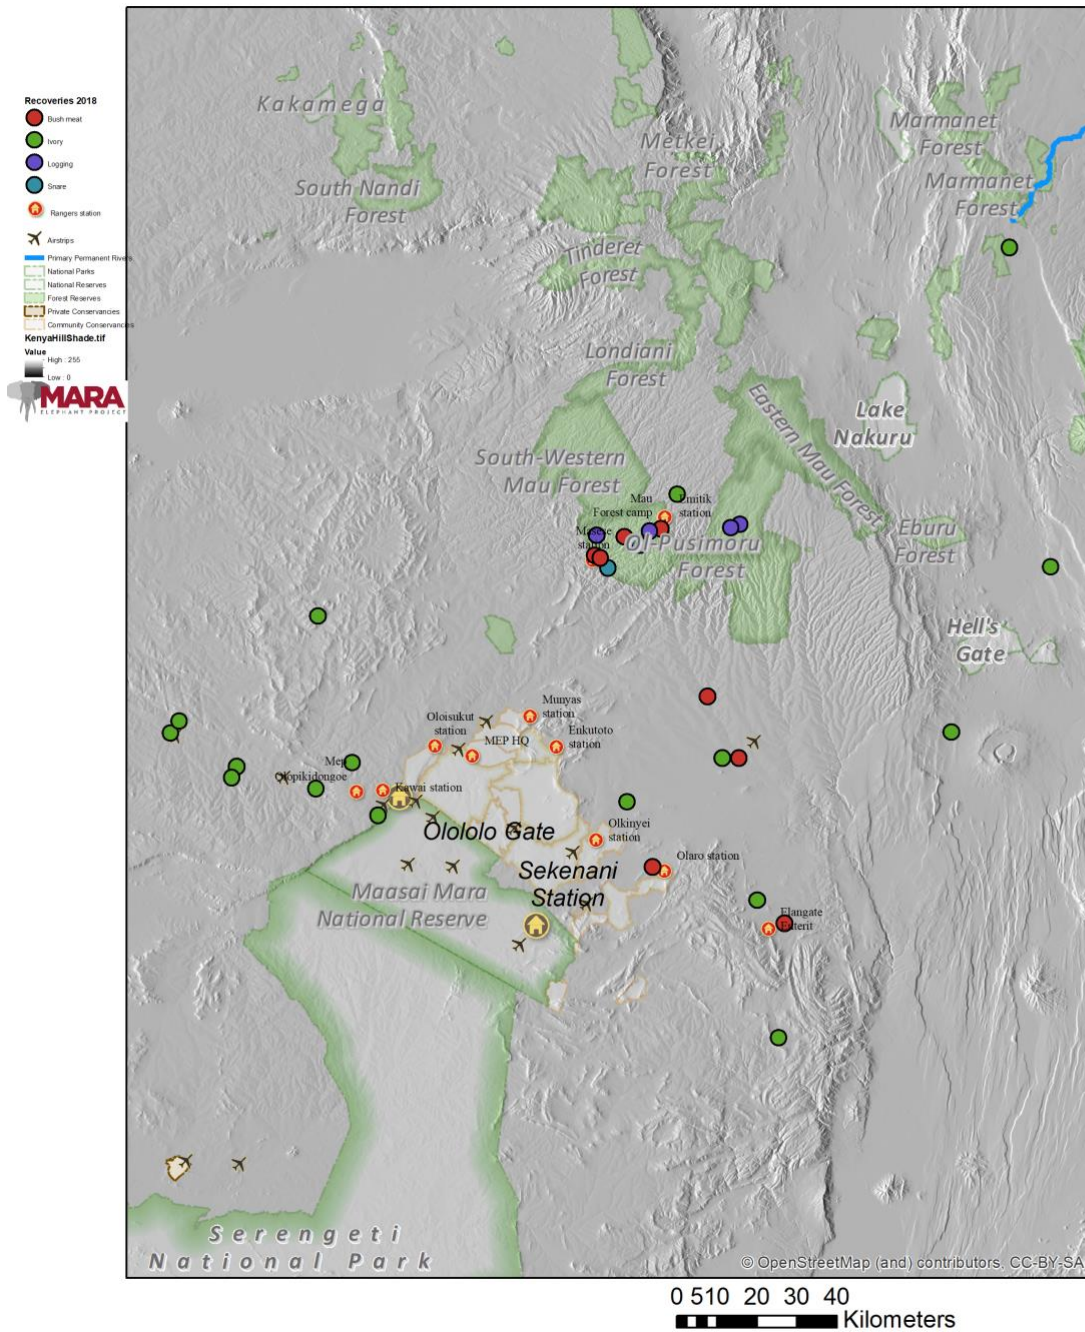 Recoveries 2018
Bush meat
Ivory
Logging
Snare
Rangers station
Airstrips
Primary Permanent Rivers
National Parks
National Reserves
Forest Reserves
Private Conservancies
Community Conservancies
KenyaHillShade.tif
Value
High : 255
Low : 0
MARA
ELEPHANT PROJECT
Kakamega
South Nandi
Forest
Metkei
Forest
Marmanet
Forest
Marmanet
Forest
Tinderet
Forest
Londiani
Forest
Lake
Nakuru
Eastern Mau Forest
South-Western
Mau Forest
Mau
Forest camp
Emitik
station
station
Ol-Pusimoru
Forest
Eburu
Forest
Hell's
Gate
Munyas
station
Oloisukut
station
MEP HQ
Enkutoto
station
Mep
Kawai station
Olololo Gate
Olkinyei
station
Sekenani
Station
Olaro station
Maasai Mara
National Reserve
Elangate
Serengeti
National Park
© OpenStreetMap (and) contributors, CC-BY-SA
0 5 10 20 30 40
Kilometers